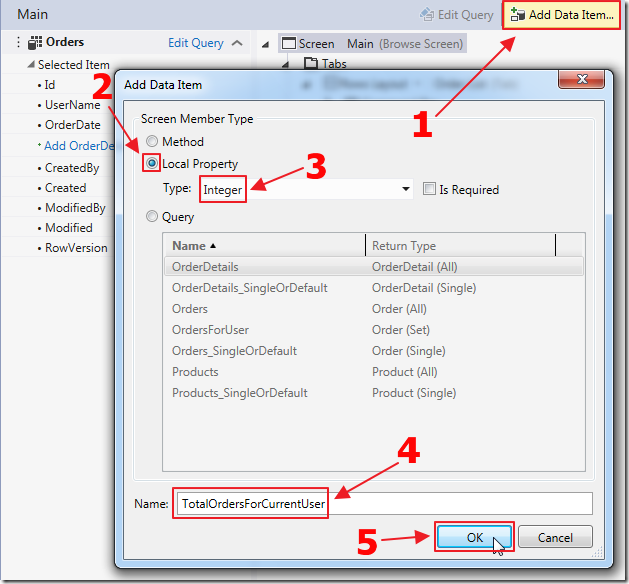 Main
Edit Query
Add Data Item...
Orders
Edit Query
Screen Main (Browse Screen)
Selected Item
Tabs
Id
UserName
OrderDate
Add OrderDe
CreatedBy
Created
ModifiedBy
Modified
RowVersion
1
2
Add Data Item
X
Screen Member Type
Method
Local Property
3
Type: Integer
Is Required
Query
Name Return Type
OrderDetails OrderDetail (All)
OrderDetails_SingleOrDefault OrderDetail (Single)
Orders Order (All)
OrdersForUser Order (Set)
Orders_SingleOrDefault Order (Single)
Products Product (All)
Products_SingleOrDefault Product (Single)
4
Name: TotalOrdersForCurrentUser
5
OK Cancel